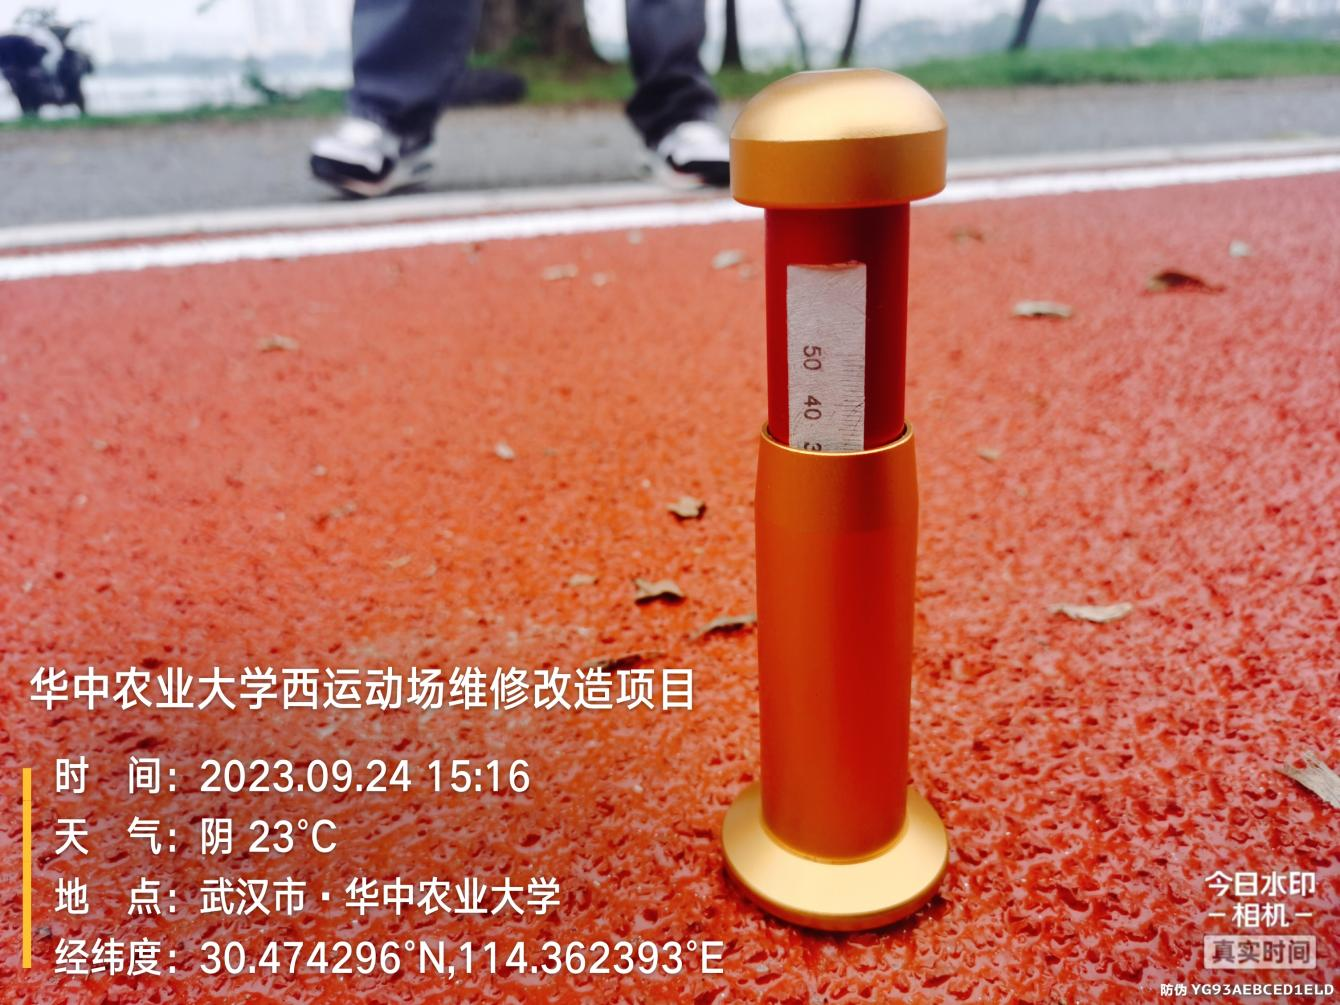 50
40
华中农业大学西运动场维修改造项目
时 间：2023.09.24 15:16
天 气：阴 23℃
地 点：武汉市·华中农业大学
经纬度：30.474296°N,114.362393°E
今日水印
相机
真实时间
防伪 YG93AEBCED1ELD